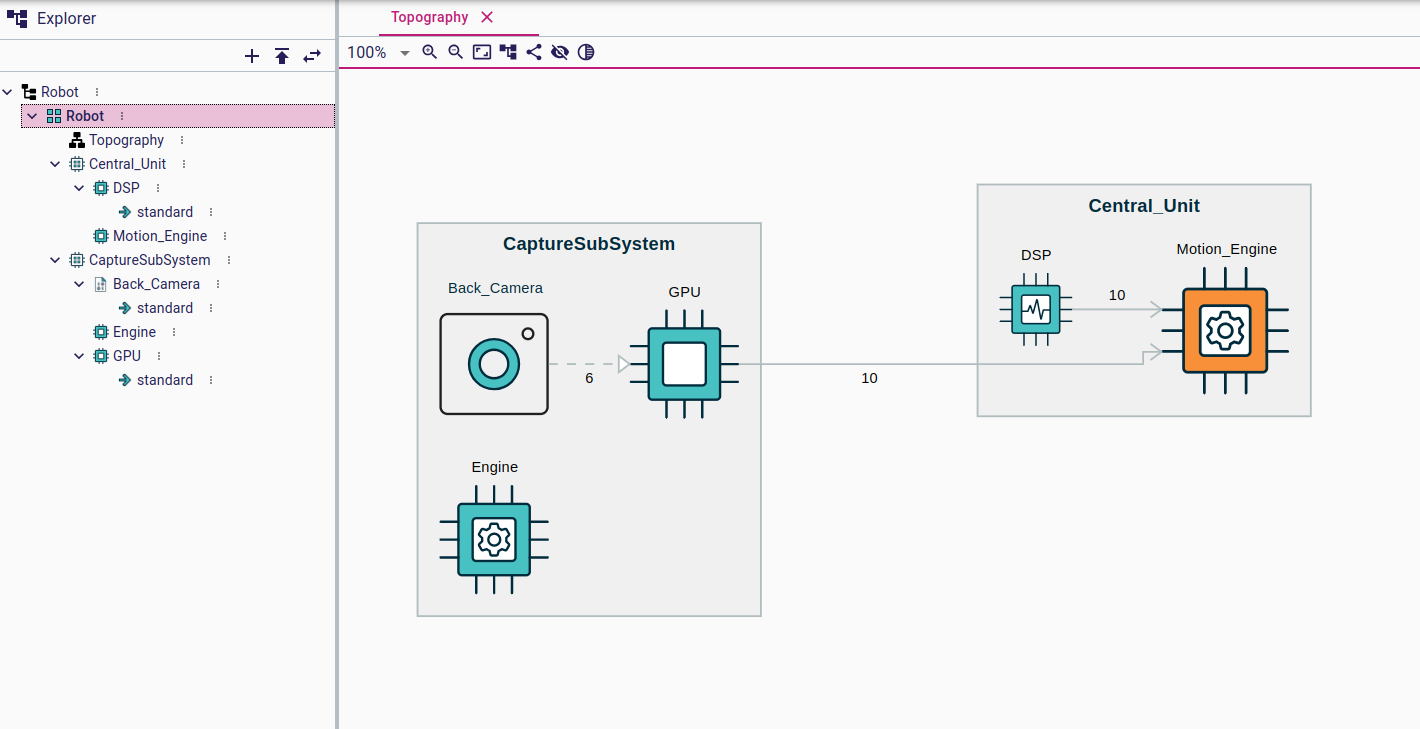 Explorer
Robot
Robot
Topography
Central_Unit
DSP
standard
Motion_Engine
CaptureSubSystem
Back_Camera
standard
Engine
GPU
standard
Topography
100%
CaptureSubSystem
Back_Camera
GPU
6
Engine
10
Central_Unit
DSP
Motion_Engine
10